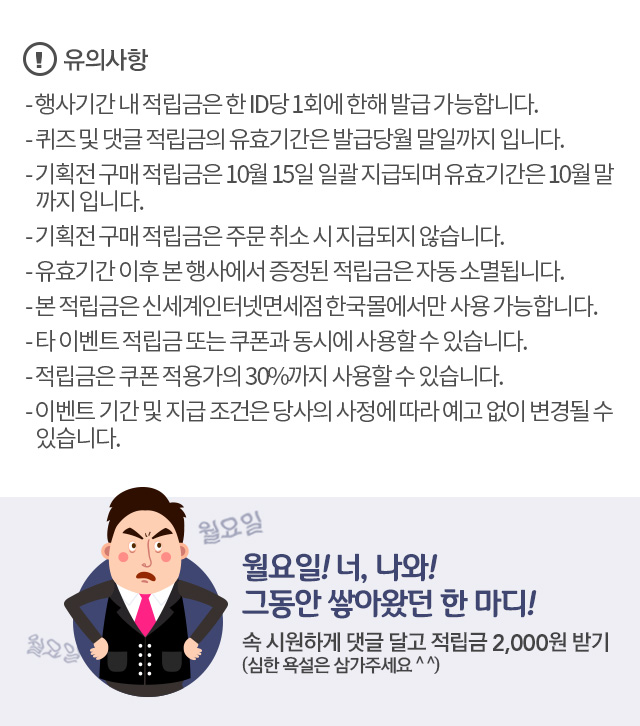 유의사항
- 행사기간 내 적립금은 한 ID당 1회에 한해 발급 가능합니다.
- 퀴즈 및 댓글 적립금의 유효기간은 발급당월 말일까지 입니다.
- 기획전 구매 적립금은 10월 15일 일괄 지급되며 유효기간은 10월 말
까지 입니다.
- 기획전 구매 적립금은 주문 취소 시 지급되지 않습니다.
- 유효기간 이후 본 행사에서 증정된 적립금은 자동 소멸됩니다.
- 본 적립금은 신세계인터넷면세점 한국몰에서만 사용 가능합니다.
- 타 이벤트 적립금 또는 쿠폰과 동시에 사용할 수 있습니다.
- 적립금은 쿠폰 적용가의 30%까지 사용할 수 있습니다.
- 이벤트 기간 및 지급 조건은 당사의 사정에 따라 예고 없이 변경될 수
있습니다.
월요일
월요일! 너, 나와!
그동안 쌓아왔던 한 마디!
월요일
속 시원하게 댓글 달고 적립금 2,000원 받기
(심한 욕설은 삼가주세요 ^ ^)